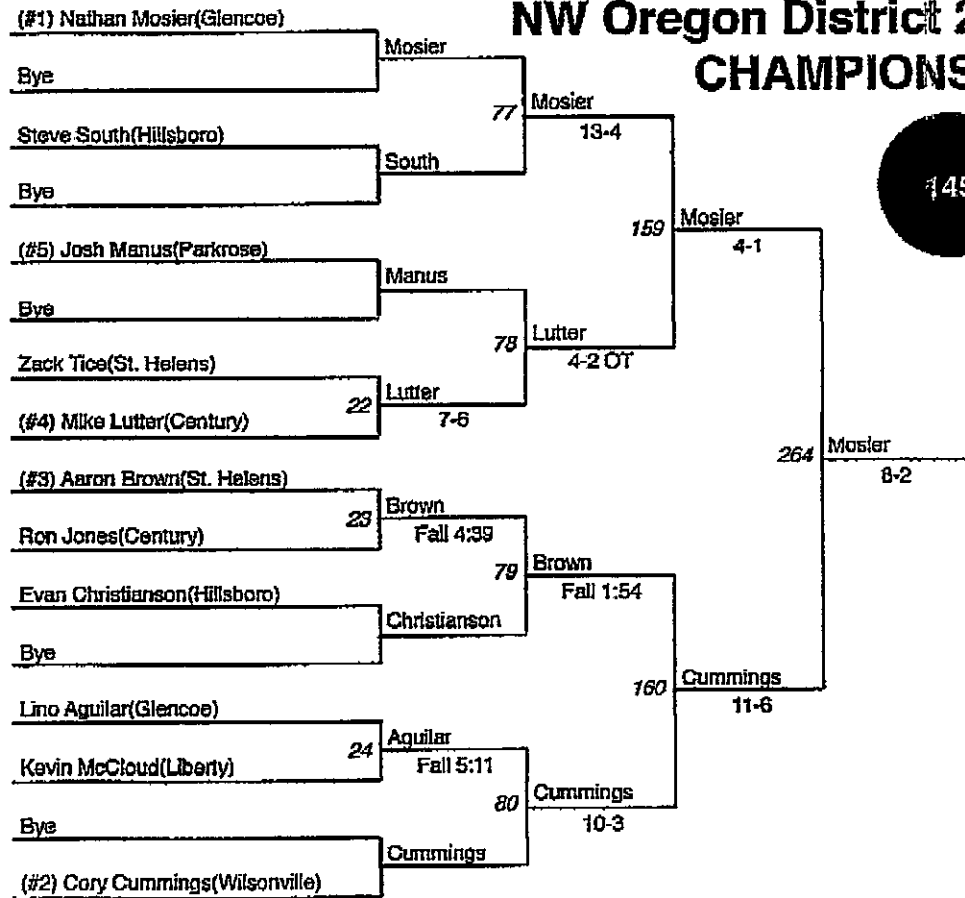 NW Oregon District 2
CHAMPIONS
145
(#1) Nathan Mosier(Glencoe)
Bye
Steve South(Hillsboro)
Bye
(#5) Josh Manus(Parkrose)
Bye
Zack Tice(St. Helens)
(#4) Mike Lutter(Century)
(#3) Aaron Brown(St. Helens)
Ron Jones(Century)
Evan Christianson(Hillsboro)
Bye
Lino Aguilar(Glencoe)
Kevin McCloud(Liberty)
Bye
(#2) Cory Cummings(Wilsonville)
Mosier
South
Manus
22
Lutter
7-6
23
Brown
Fall 4:39
Christianson
24
Aguilar
Fall 5:11
Cummings
77
Mosier
13-4
78
Lutter
4-2 OT
79
Brown
Fall 1:54
80
Cummings
10-3
159
Mosier
4-1
160
Cummings
11-6
264
Mosier
8-2